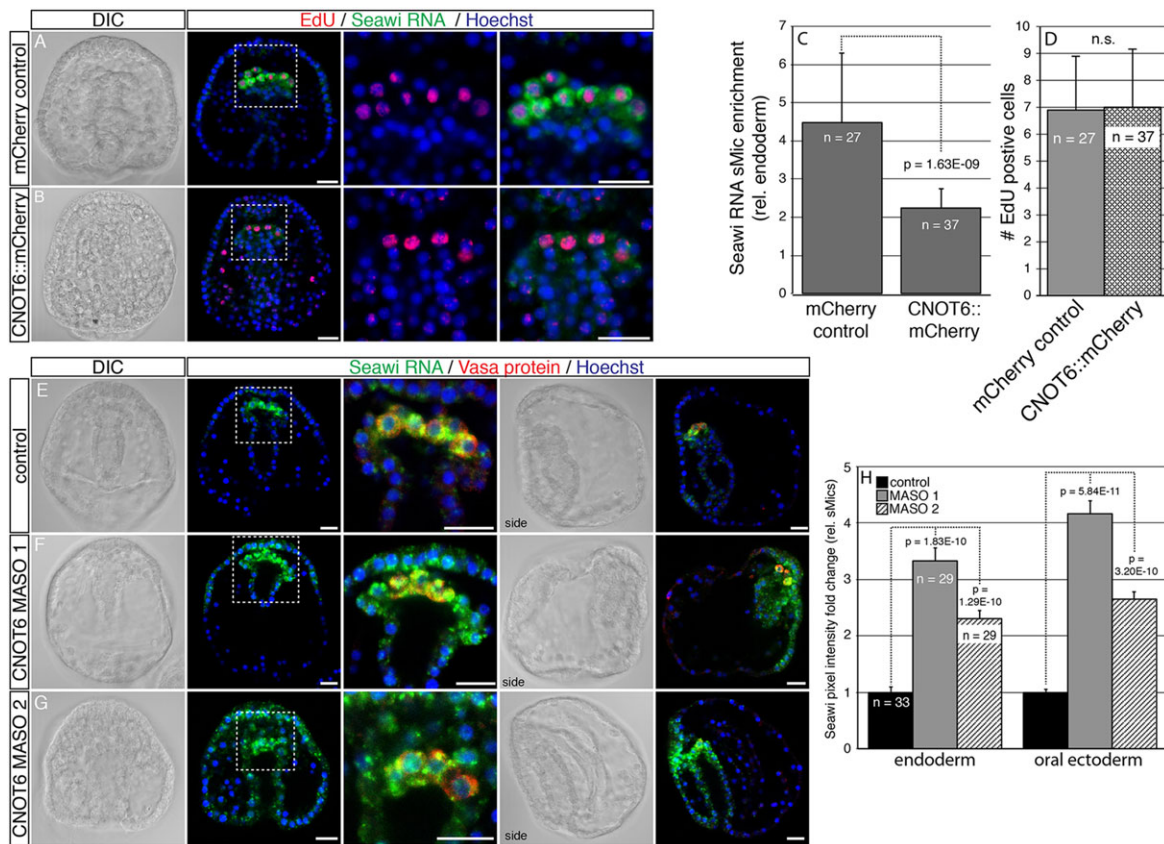 DIC
EdU / Seawi RNA / Hoechst
A
mCherry control
B
CNOT6::mCherry
C
Seawi RNA sMic enrichment
(rel. endoderm)
7
6
5
4
3
2
1
0
n = 27
p = 1.63E-09
n = 37
mCherry
control
CNOT6::
mCherry
D
n.s.
# EdU postive cells
10
9
8
7
6
5
4
3
2
1
0
n = 27
n = 37
mCherry control
CNOT6::mCherry
DIC
Seawi RNA / Vasa protein / Hoechst
E
control
side
F
CNOT6 MASO 1
side
G
CNOT6 MASO 2
side
H
Seawi pixel intensity fold change (rel. sMics)
5
4
3
2
1
0
control
MASO 1
MASO 2
p = 1.83E-10
p =
1.29E-10
n = 33
n = 29
n = 29
p = 5.84E-11
p =
3.20E-10
endoderm
oral ectoderm